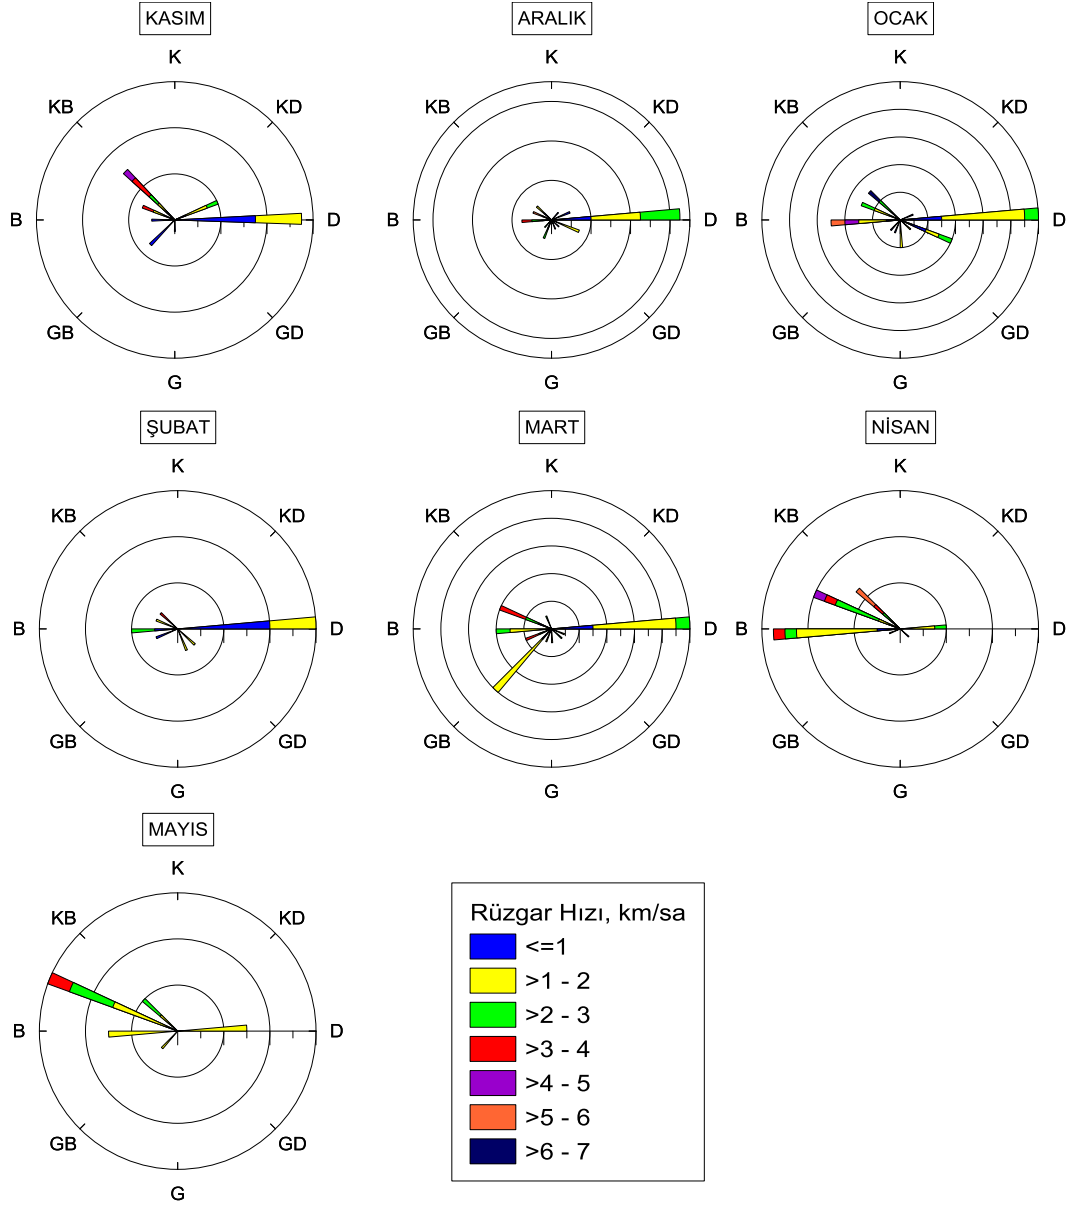 KASIM
ARALIK
OCAK
K
K
K
KB
KD
KB
KD
KB
KD
B
D
B
D
B
D
GB
GD
GB
GD
GB
GD
G
G
G
ŞUBAT
MART
NİSAN
K
K
K
KB
KD
KB
KD
KB
KD
B
D
B
D
B
D
GB
GD
GB
GD
GB
GD
G
G
G
MAYIS
K
KB
KD
B
D
GB
GD
G
Rüzgar Hızı, km/sa
<=1
>1 - 2
>2 - 3
>3 - 4
>4 - 5
>5 - 6
>6 - 7